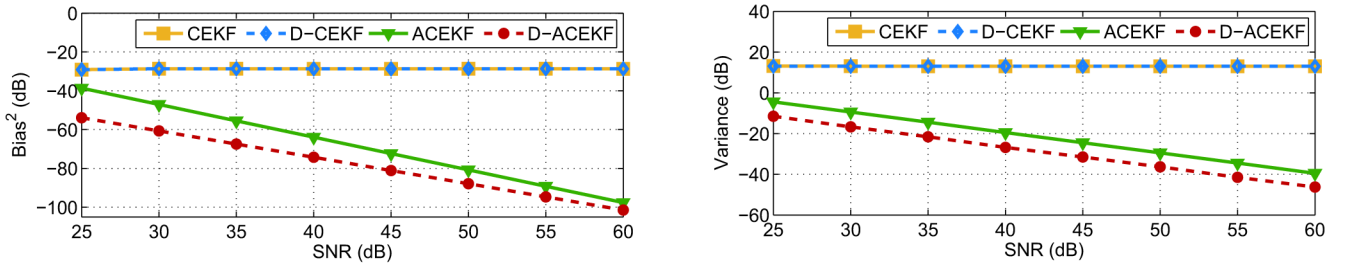 0
−20
−40
−60
−80
−100
Bias² (dB)
CEKF D−CEKF ACEKF D−ACEKF
25 30 35 40 45 50 55 60
SNR (dB)
40
20
0
−20
−40
−60
Variance (dB)
CEKF D−CEKF ACEKF D−ACEKF
25 30 35 40 45 50 55 60
SNR (dB)